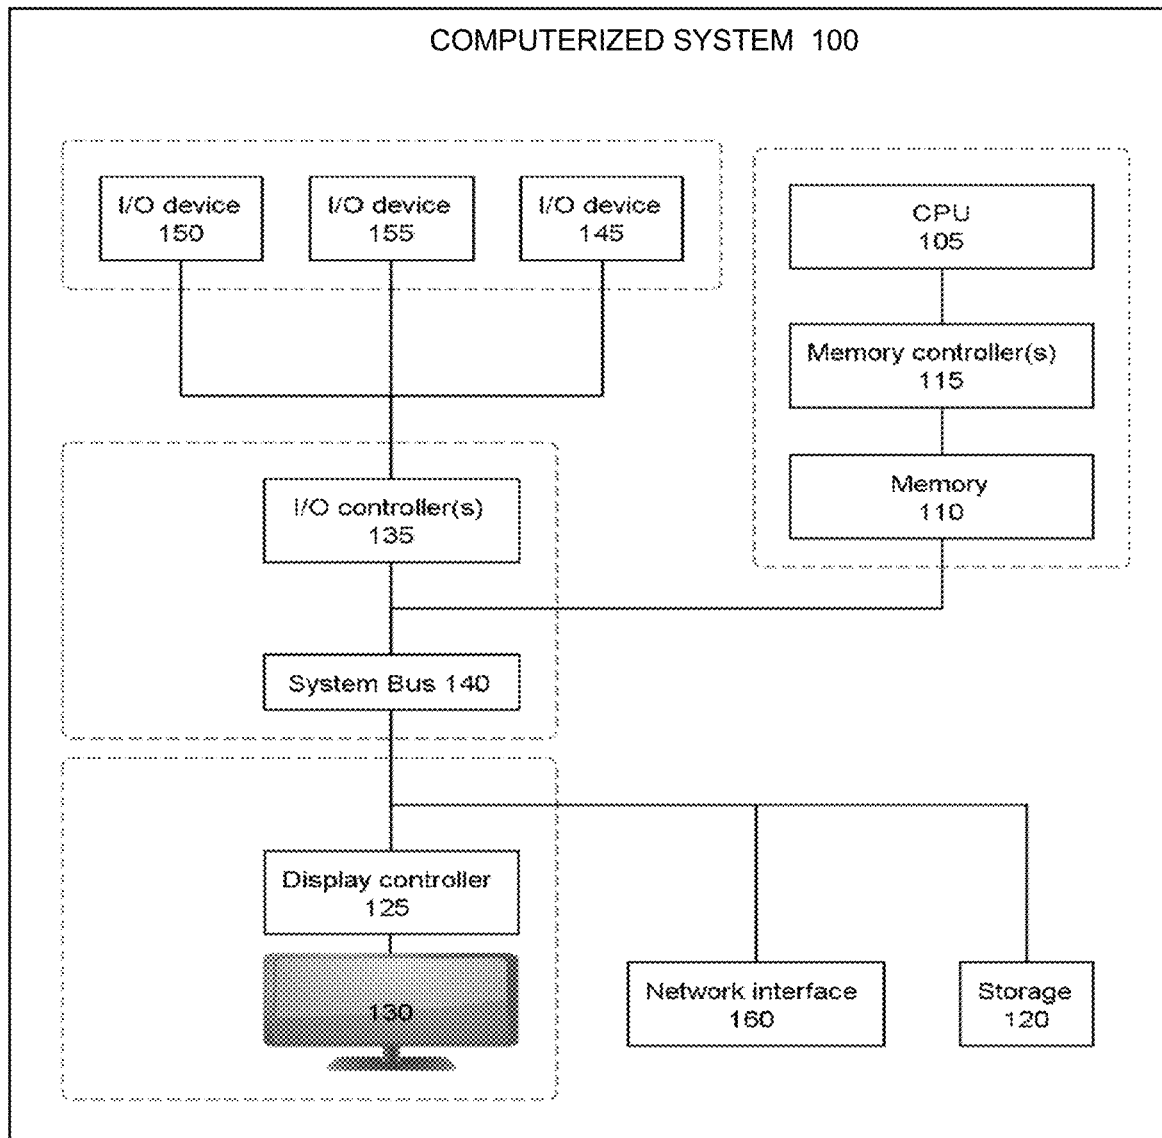 COMPUTERIZED SYSTEM 100
I/O device
150
I/O device
155
I/O device
145
CPU
105
Memory controller(s)
115
Memory
110
I/O controller(s)
135
System Bus 140
Display controller
125
130
Network interface
160
Storage
120